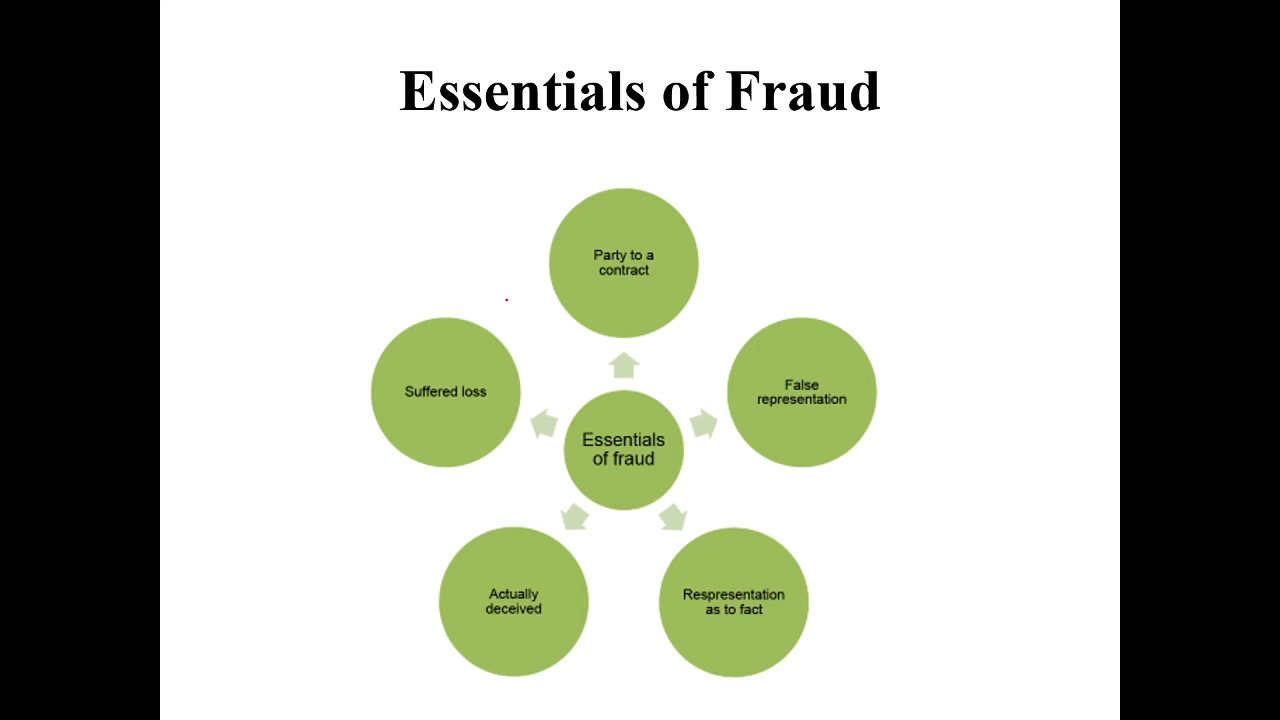 Essentials of Fraud
Party to a
contract
Suffered loss
False
representation
Essentials
of fraud
Actually
deceived
Respresentation
as to fact